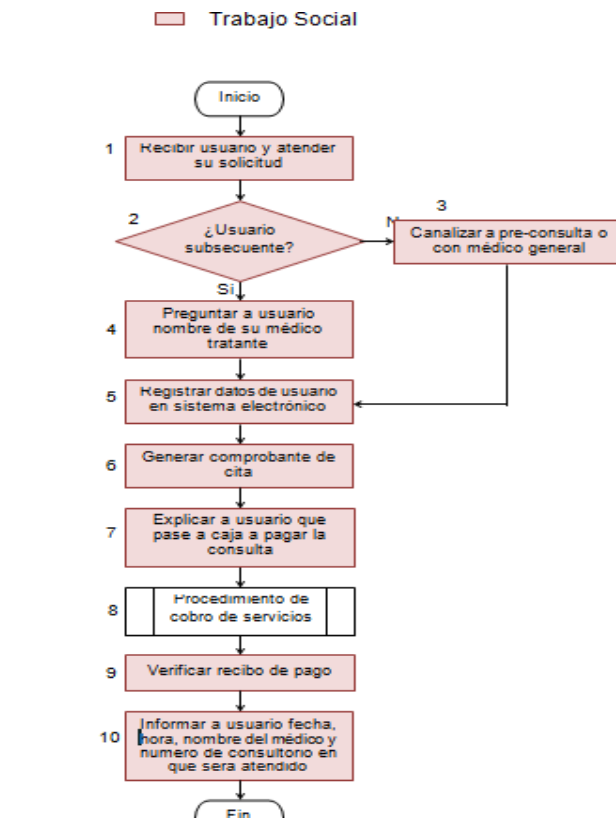 Trabajo Social
Inicio
1
Recibir usuario y atender
su solicitud
2
¿Usuario
subsecuente?
3
Canalizar a pre-consulta o
con médico general
Si
4
Preguntar a usuario
nombre de su médico
tratante
5
Registrar datos de usuario
en sistema electrónico
6
Generar comprobante de
cita
7
Explicar a usuario que
pase a caja a pagar la
consulta
8
Procedimiento de
cobro de servicios
9
Verificar recibo de pago
10
Informar a usuario fecha,
hora, nombre del médico y
numero de consultorio en
que sera atendido
Fin